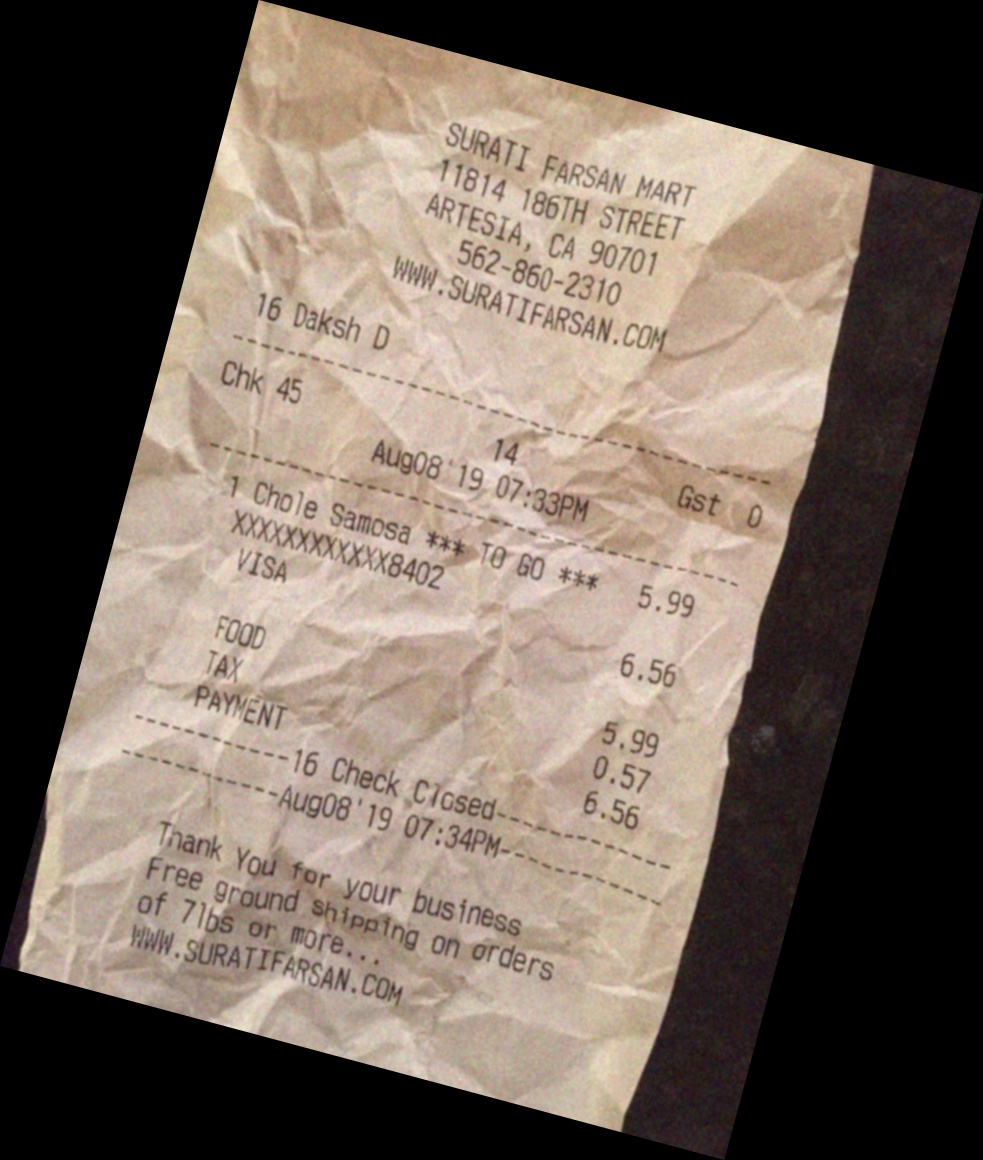 SURATI FARSAN MART
11814 186TH STREET
ARTESIA, CA 90701
562-860-2310
WWW.SURATIFARSAN.COM
16 Daksh D
--------------------------------------
Chk 45 14 Gst 0
Aug08'19 07:33PM
--------------------------------------
1 Chole Samosa *** TO GO *** 5.99
XXXXXXXXXXXX8402
VISA 6.56
FOOD 5.99
TAX 0.57
PAYMENT 6.56
-----------16 Check Closed------------
-----------Aug08'19 07:34PM-----------
Thank You for your business
Free ground shipping on orders
of 7lbs or more...
WWW.SURATIFARSAN.COM